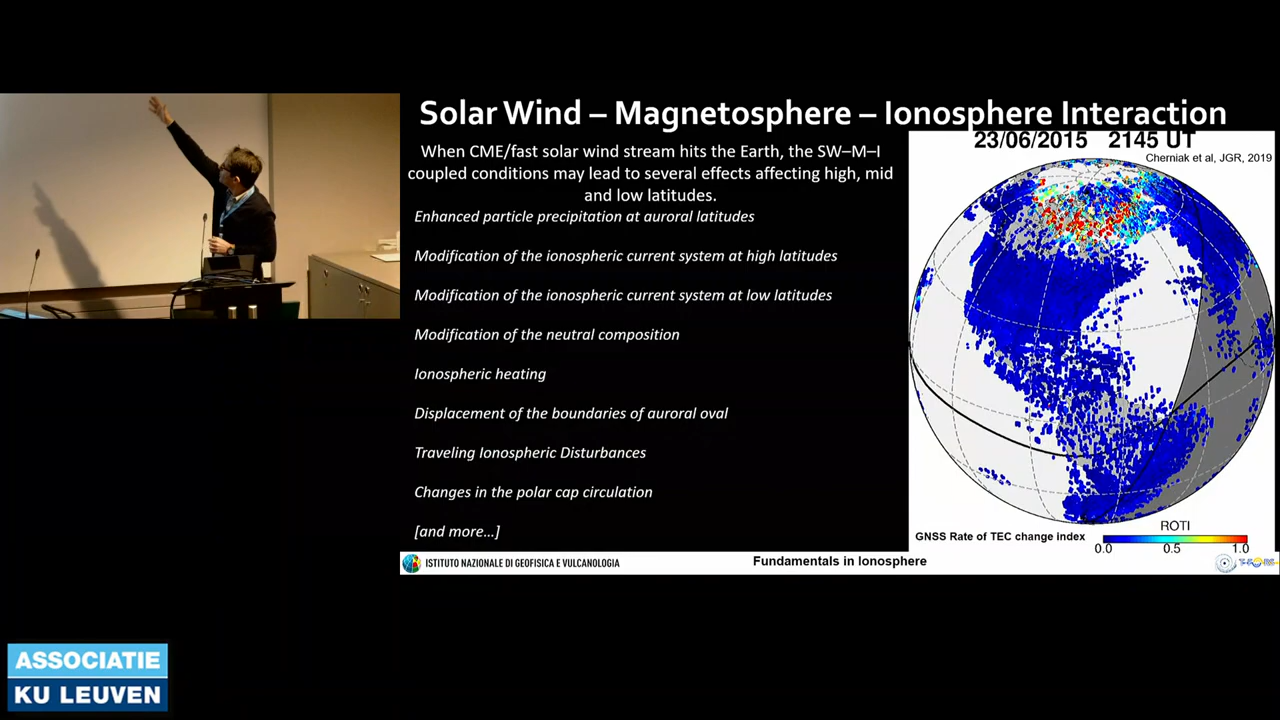 Solar Wind – Magnetosphere – Ionosphere Interaction
When CME/fast solar wind stream hits the Earth, the SW–M–I
coupled conditions may lead to several effects affecting high, mid
and low latitudes.
Enhanced particle precipitation at auroral latitudes
Modification of the ionospheric current system at high latitudes
Modification of the ionospheric current system at low latitudes
Modification of the neutral composition
Ionospheric heating
Displacement of the boundaries of auroral oval
Traveling Ionospheric Disturbances
Changes in the polar cap circulation
[and more...]
23/06/2015 2145 UT
Cherniak et al, JGR, 2019
ROTI
GNSS Rate of TEC change index
0.0 0.5 1.0
ISTITUTO NAZIONALE DI GEOFISICA E VULCANOLOGIA
Fundamentals in Ionosphere
ASSOCIATIE
KU LEUVEN